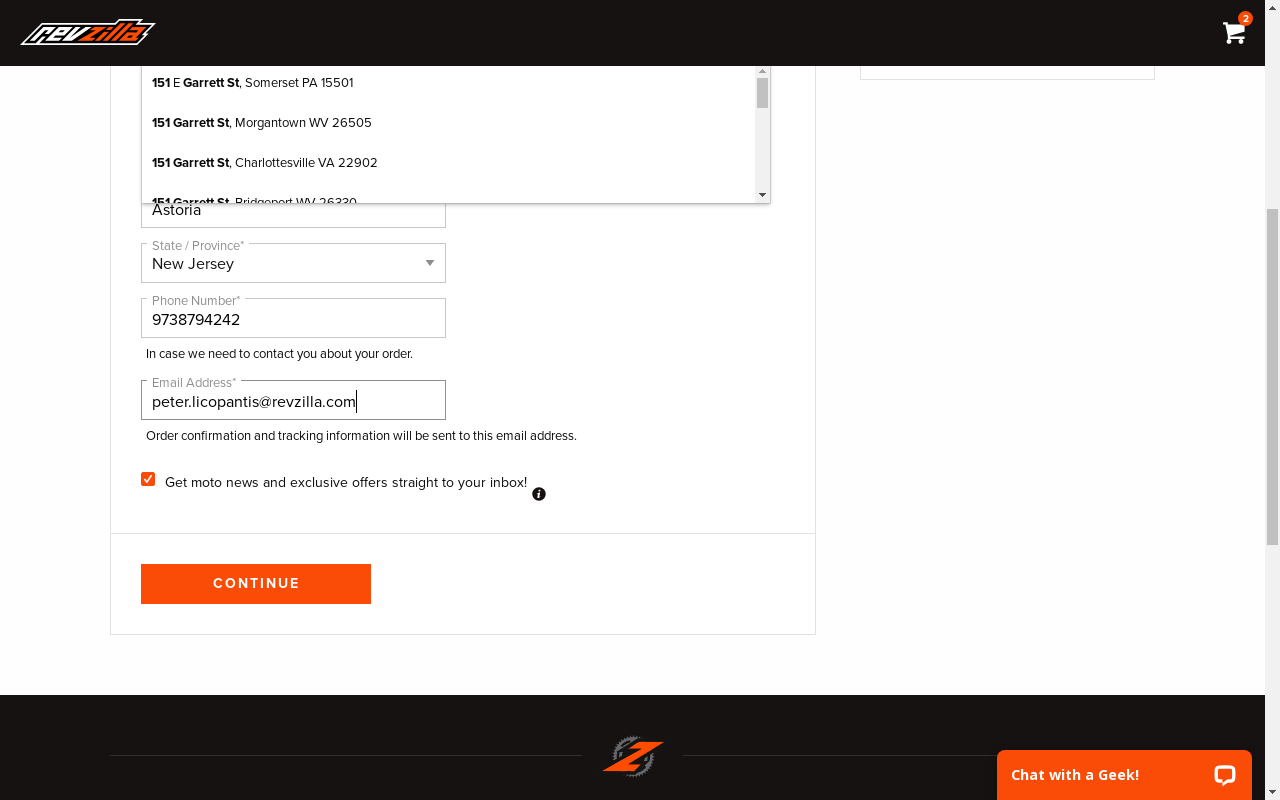 revzilla
2
151 E Garrett St, Somerset PA 15501
151 Garrett St, Morgantown WV 26505
151 Garrett St, Charlottesville VA 22902
151 Garrett St, Bridgeport WV 26330
Astoria
State / Province*
New Jersey
Phone Number*
9738794242
In case we need to contact you about your order.
Email Address*
peter.licopantis@revzilla.com
Order confirmation and tracking information will be sent to this email address.
Get moto news and exclusive offers straight to your inbox!
CONTINUE
Chat with a Geek!